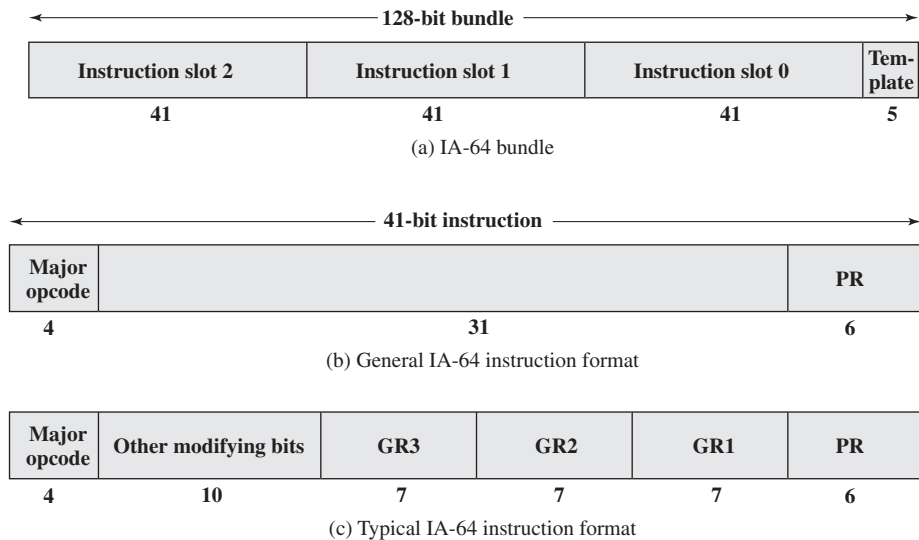 128-bit bundle
Instruction slot 2
Instruction slot 1
Instruction slot 0
Tem-
plate
41
41
41
5
(a) IA-64 bundle
41-bit instruction
Major
opcode
PR
4
31
6
(b) General IA-64 instruction format
Major
opcode
Other modifying bits
GR3
GR2
GR1
PR
4
10
7
7
7
6
(c) Typical IA-64 instruction format